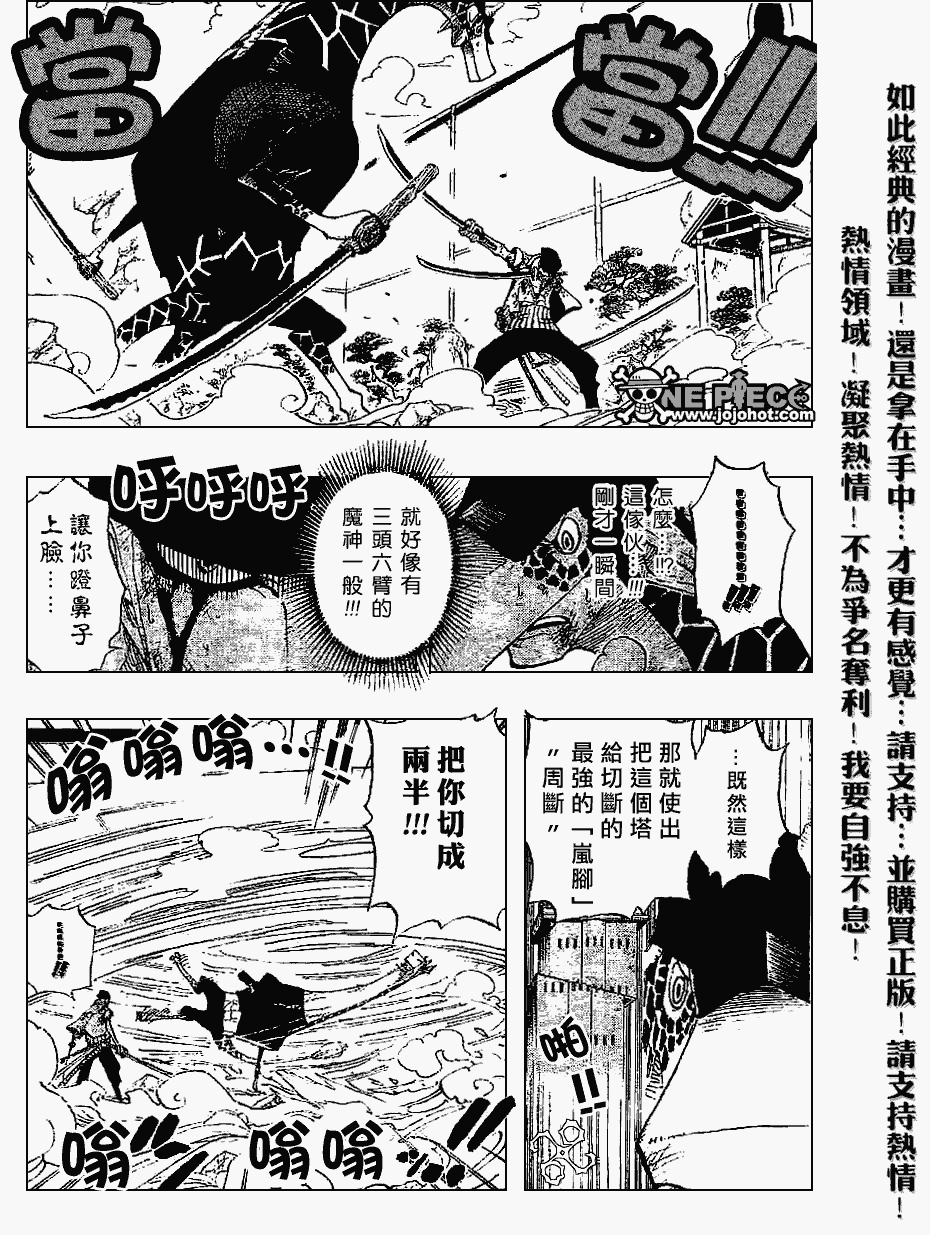 當
當!!!
ONE PIECE
www.jojohot.com
怎麼…!!?
這傢伙…!!!
剛才一瞬間
就好像有
三頭六臂的
魔神一般!!!
呼呼呼
讓你蹬鼻子
上臉……
…既然這樣
那就使出
把這個塔
給切斷的
最強的「嵐腳」
"周斷"
啪!!
把你切成
兩半!!!
嗡嗡嗡…!!
嗡
嗡嗡
如此經典的漫畫！還是拿在手中…才更有感覺…請支持…並購買正版！請支持熱情！
熱情領域！凝聚熱情！不為爭名奪利！我要自強不息！